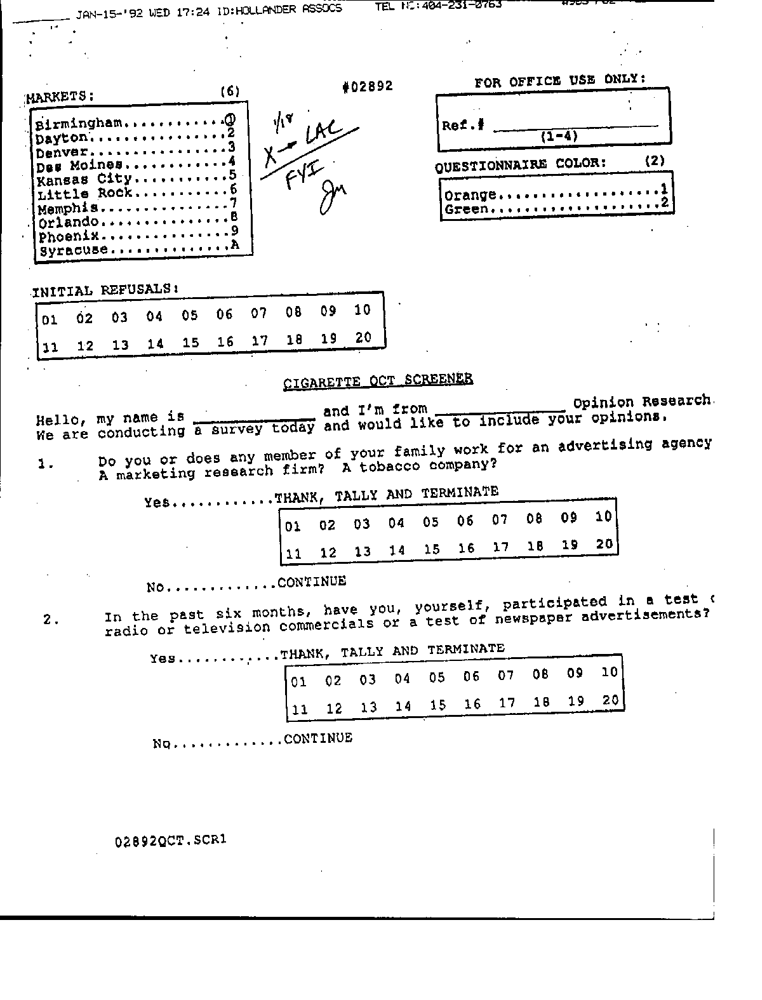 JAN-15-'92 WED 17:24 ID:HOLLANDER ASSOCS TEL NO:404-231-0763
MARKETS: (6) #02892 FOR OFFICE USE ONLY:
Birmingham............1
Dayton................2
Denver................3
Des Moines............4
Kansas City...........5
Little Rock...........6
Memphis...............7
Orlando...............8
Phoenix...............9
Syracuse..............A
1/18
X → LAC
FYI
Ref.# ____________
(1-4)
QUESTIONNAIRE COLOR: (2)
Orange...................1
Green....................2
INITIAL REFUSALS:
01 02 03 04 05 06 07 08 09 10
11 12 13 14 15 16 17 18 19 20
CIGARETTE QCT SCREENER
Hello, my name is ____________ and I'm from ____________ Opinion Research.
We are conducting a survey today and would like to include your opinions.
1. Do you or does any member of your family work for an advertising agency
A marketing research firm? A tobacco company?
Yes............THANK, TALLY AND TERMINATE
01 02 03 04 05 06 07 08 09 10
11 12 13 14 15 16 17 18 19 20
No.............CONTINUE
2. In the past six months, have you, yourself, participated in a test
radio or television commercials or a test of newspaper advertisements?
Yes............THANK, TALLY AND TERMINATE
01 02 03 04 05 06 07 08 09 10
11 12 13 14 15 16 17 18 19 20
No.............CONTINUE
02892QCT.SCR1